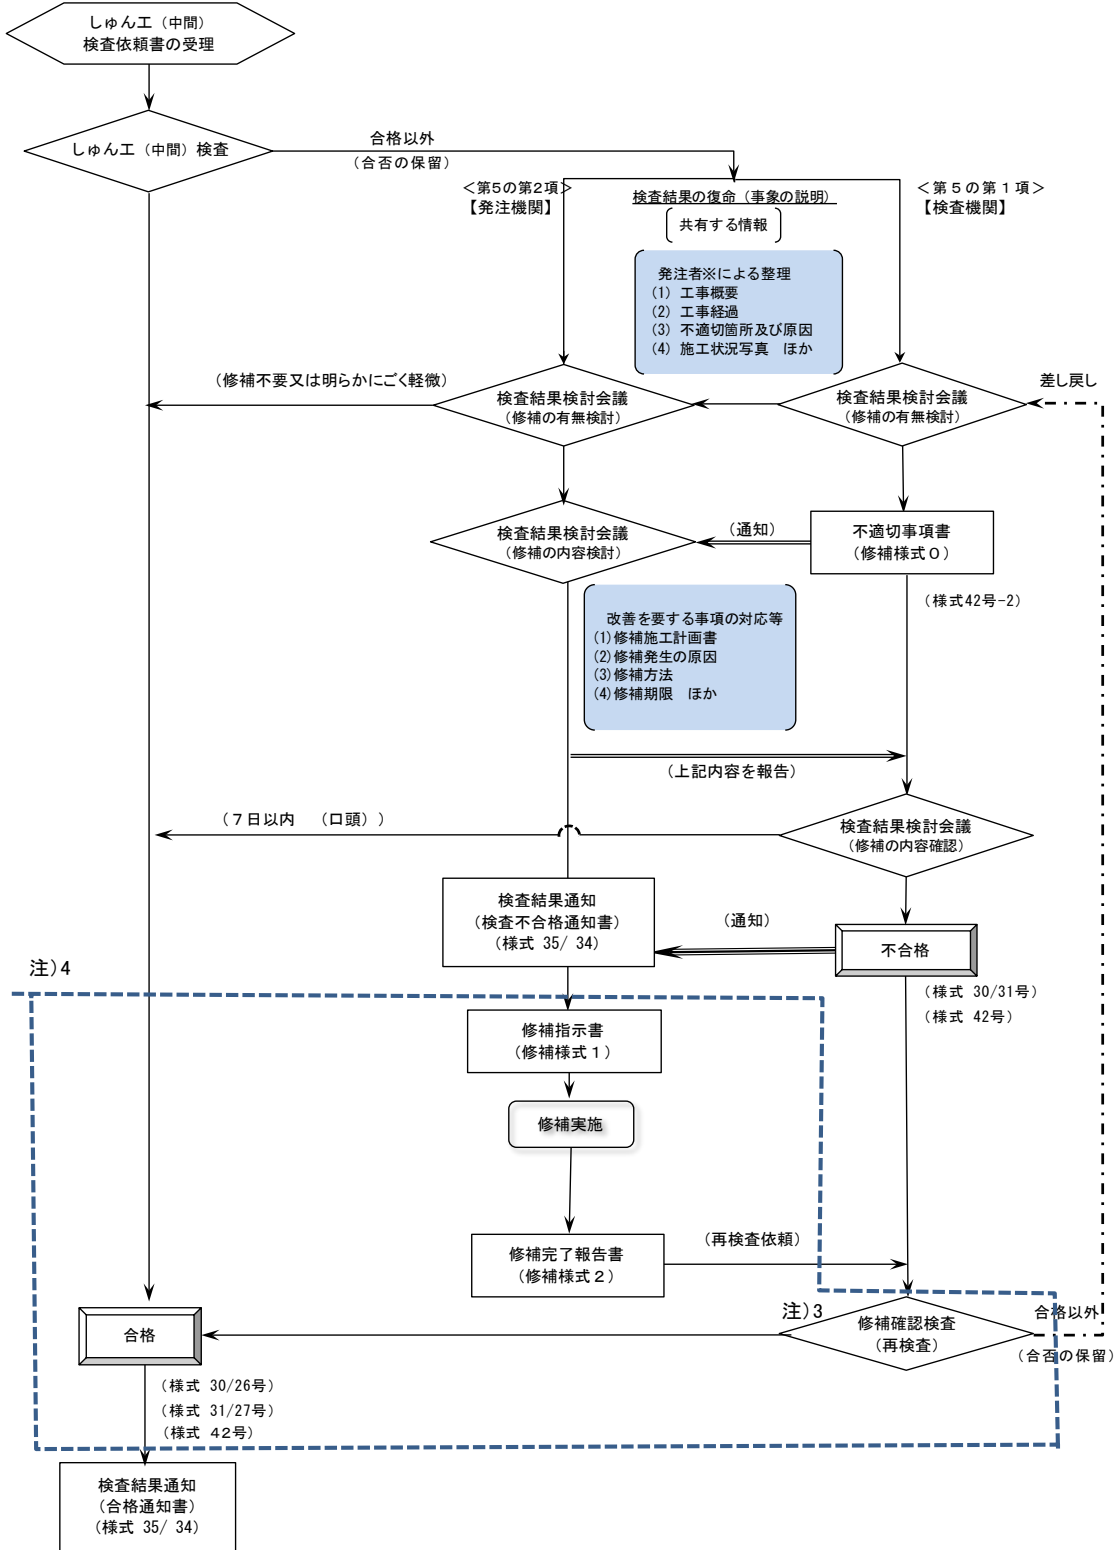 しゅん工（中間）
検査依頼書の受理
しゅん工（中間）検査
合格以外
（合否の保留）
＜第5の第2項＞
【発注機関】
検査結果の復命（事象の説明）
共有する情報
＜第５の第１項＞
【検査機関】
発注者※による整理
(1) 工事概要
(2) 工事経過
(3) 不適切箇所及び原因
(4) 施工状況写真　ほか
（修補不要又は明らかにごく軽微）
検査結果検討会議
（修補の有無検討）
検査結果検討会議
（修補の有無検討）
差し戻し
検査結果検討会議
（修補の内容検討）
（通知）
不適切事項書
（修補様式０）
（様式42号-2）
改善を要する事項の対応等
(1)修補施工計画書
(2)修補発生の原因
(3)修補方法
(4)修補期限　ほか
（上記内容を報告）
（７日以内　（口頭））
検査結果検討会議
（修補の内容確認）
検査結果通知
（検査不合格通知書）
（様式 35/ 34）
（通知）
不合格
（様式 30/31号）
（様式 42号）
注）4
修補指示書
（修補様式１）
修補実施
修補完了報告書
（修補様式２）
（再検査依頼）
注）3
修補確認検査
（再検査）
合格以外
（合否の保留）
合格
（様式 30/26号）
（様式 31/27号）
（様式 42号）
検査結果通知
（合格通知書）
（様式 35/ 34）